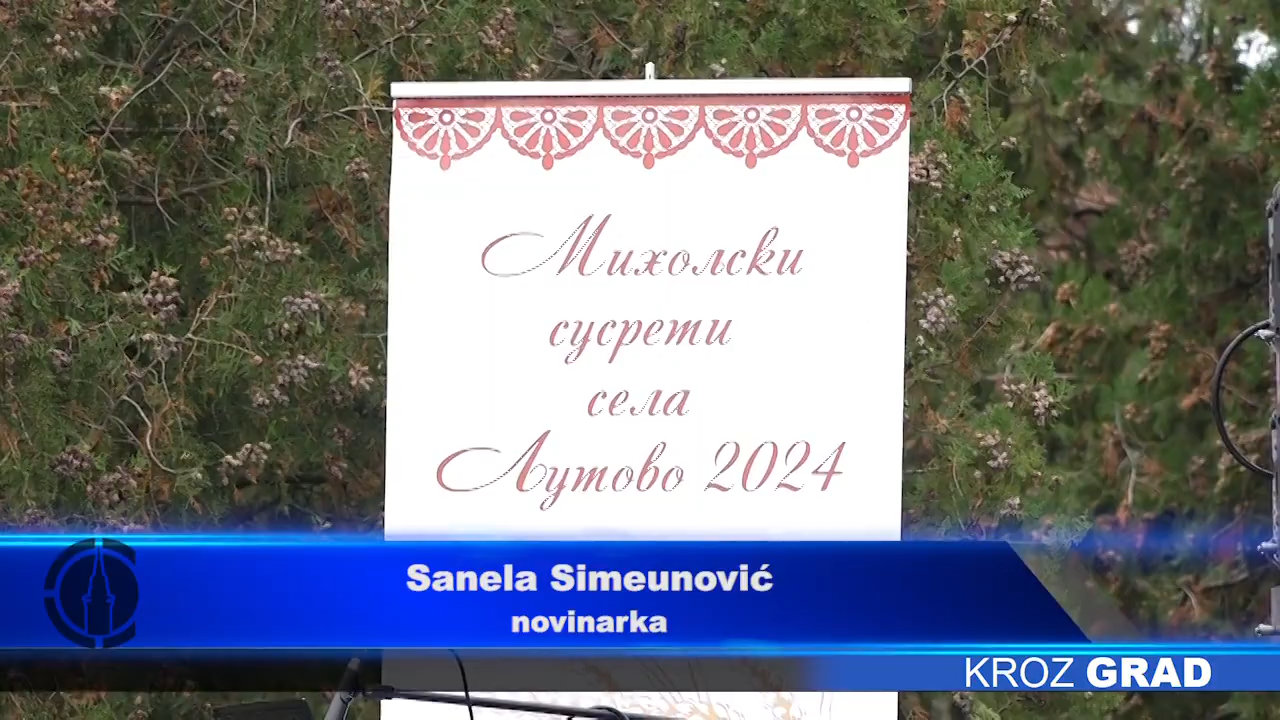 Михолски
сусрети
села
Лутово 2024
Sanela Simeunović
novinarka
KROZ GRAD